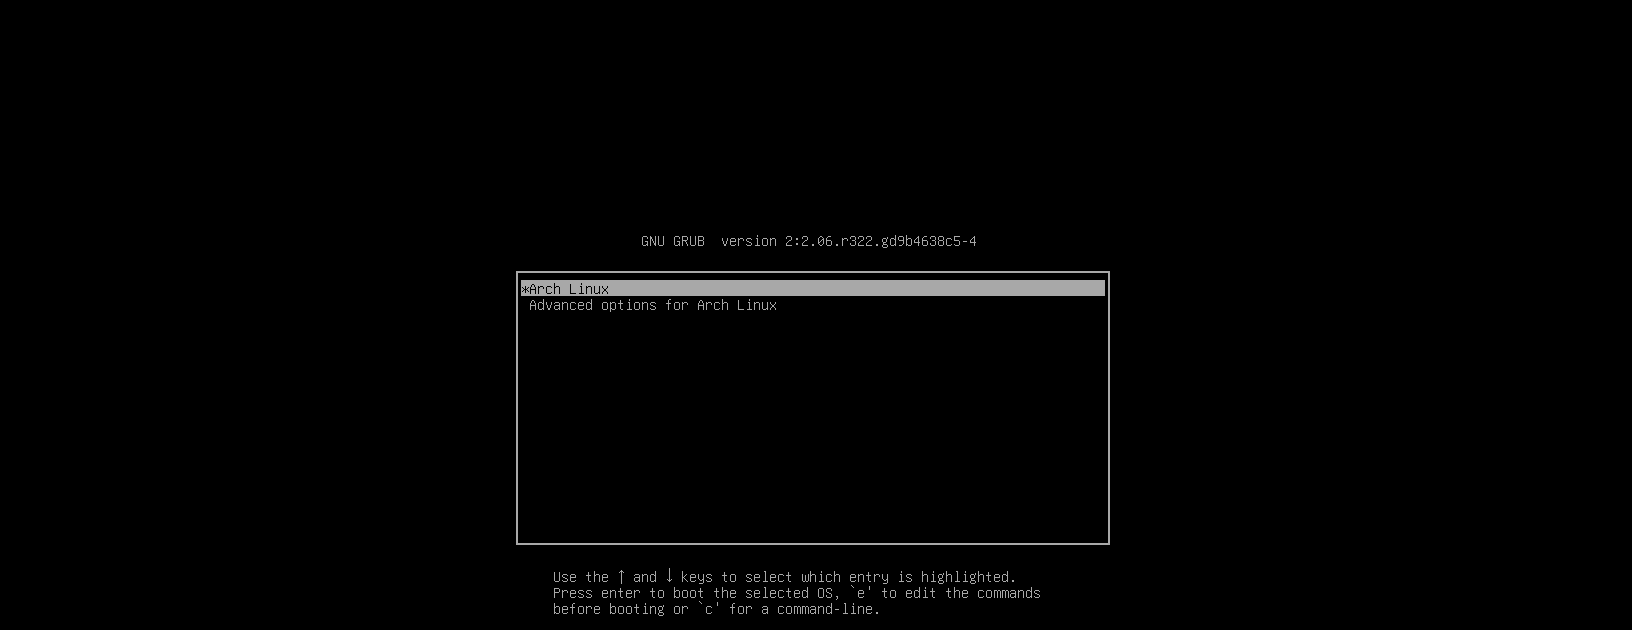 GNU GRUB  version 2:2.06.r322.gd9b4638c5-4
*Arch Linux
Advanced options for Arch Linux
Use the ↑ and ↓ keys to select which entry is highlighted.
Press enter to boot the selected OS, `e' to edit the commands
before booting or `c' for a command-line.